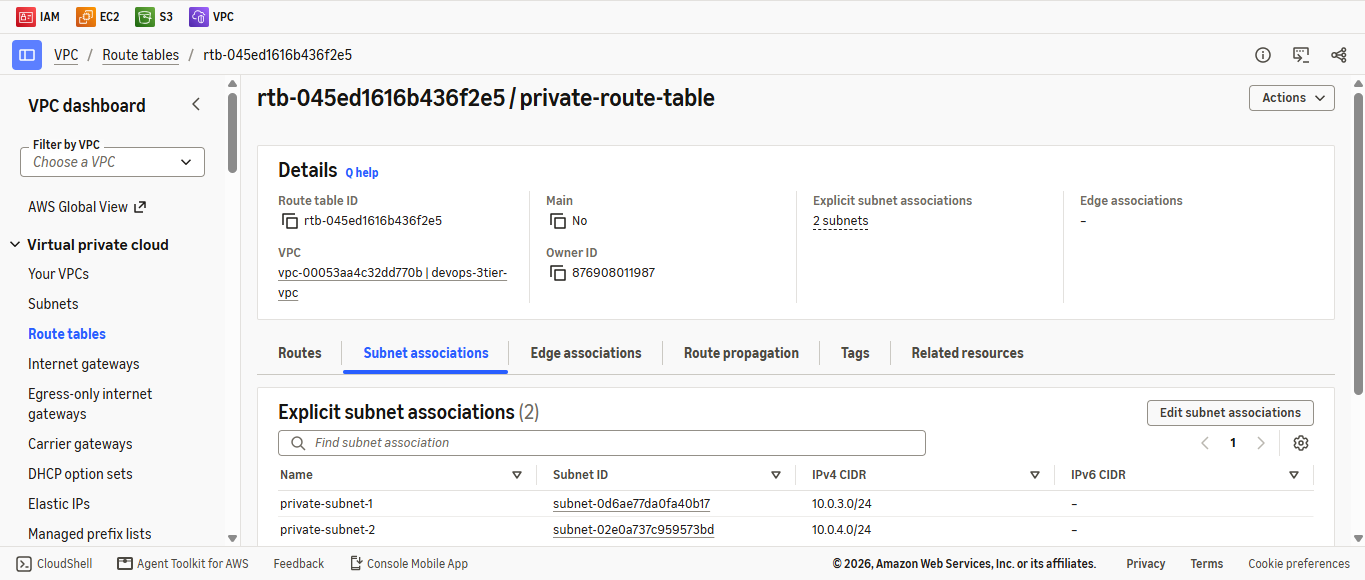 IAM EC2 S3 VPC
VPC / Route tables / rtb-045ed1616b436f2e5
VPC dashboard
Filter by VPC
Choose a VPC
AWS Global View
Virtual private cloud
Your VPCs
Subnets
Route tables
Internet gateways
Egress-only internet
gateways
Carrier gateways
DHCP option sets
Elastic IPs
Managed prefix lists
rtb-045ed1616b436f2e5 / private-route-table
Actions
Details Q help
Route table ID
rtb-045ed1616b436f2e5
VPC
vpc-00053aa4c32dd770b | devops-3tier-
vpc
Main
No
Owner ID
876908011987
Explicit subnet associations
2 subnets
Edge associations
–
Routes Subnet associations Edge associations Route propagation Tags Related resources
Explicit subnet associations (2)
Edit subnet associations
Find subnet association
1
Name Subnet ID IPv4 CIDR IPv6 CIDR
private-subnet-1 subnet-0d6ae77da0fa40b17 10.0.3.0/24 –
private-subnet-2 subnet-02e0a737c959573bd 10.0.4.0/24 –
CloudShell Agent Toolkit for AWS Feedback Console Mobile App © 2026, Amazon Web Services, Inc. or its affiliates. Privacy Terms Cookie preferences